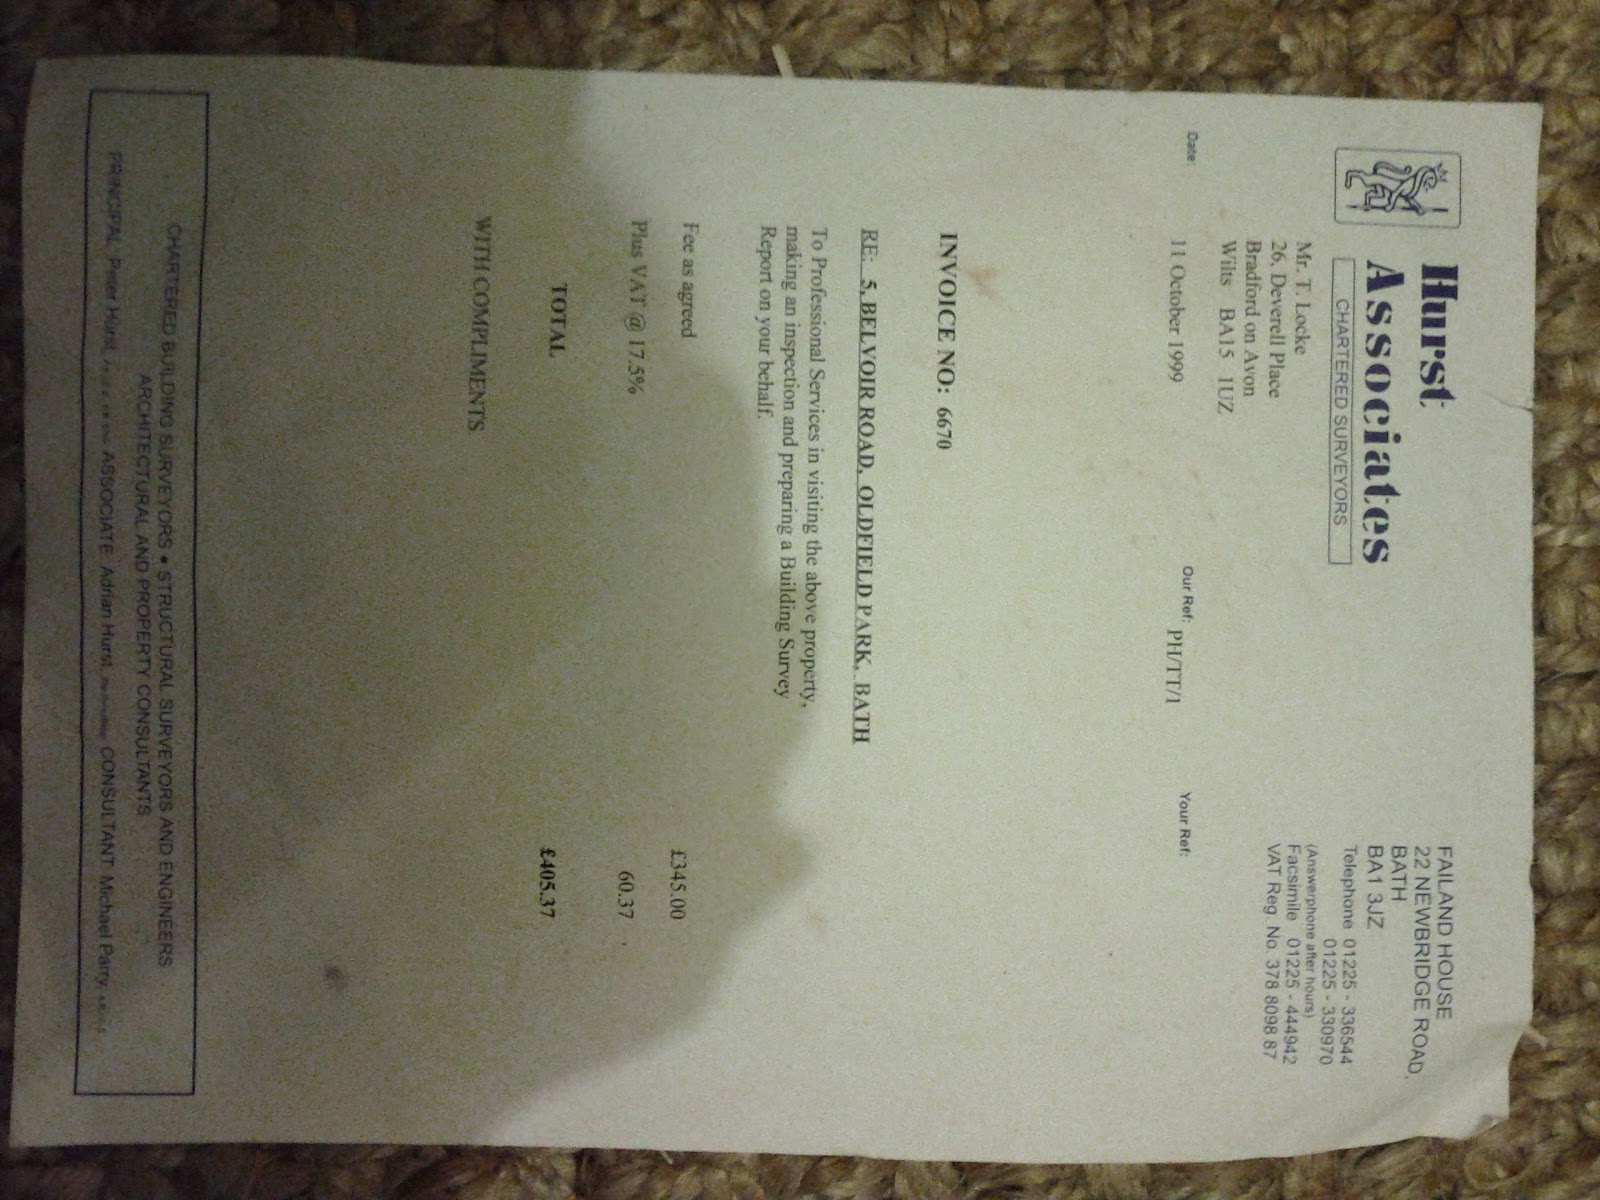 Hurst
Associates
CHARTERED SURVEYORS
FAILAND HOUSE
22 NEWBRIDGE ROAD,
BATH
BA1 3JZ
Telephone 01225 - 336544
01225 - 330970
(Answerphone after hours)
Facsimile 01225 - 444942
VAT Reg. No. 378 8098 87
Mr. T. Locke
26, Deverell Place
Bradford on Avon
Wilts BA15 1UZ
Date: 11 October 1999 Our Ref: PH/TT/1 Your Ref:
INVOICE NO: 6670
RE: 5, BELVOIR ROAD, OLDFIELD PARK, BATH
To Professional Services in visiting the above property,
making an inspection and preparing a Building Survey
Report on your behalf.
Fee as agreed £345.00
Plus VAT @ 17.5% 60.37
TOTAL £405.37
WITH COMPLIMENTS
CHARTERED BUILDING SURVEYORS • STRUCTURAL SURVEYORS AND ENGINEERS
ARCHITECTURAL AND PROPERTY CONSULTANTS
PRINCIPAL Peter Hurst, ASSOCIATE Adrian Hurst, CONSULTANT Michael Parry,